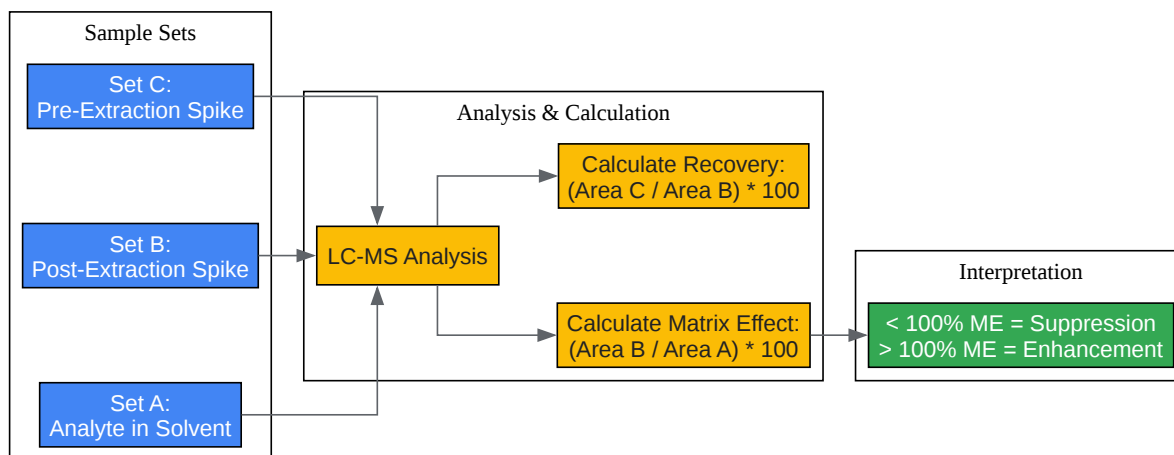 Sample Sets
Set C:
Pre-Extraction Spike
Set B:
Post-Extraction Spike
Set A:
Analyte in Solvent
Analysis & Calculation
LC-MS Analysis
Calculate Recovery:
(Area C / Area B) * 100
Calculate Matrix Effect:
(Area B / Area A) * 100
Interpretation
< 100% ME = Suppression
> 100% ME = Enhancement